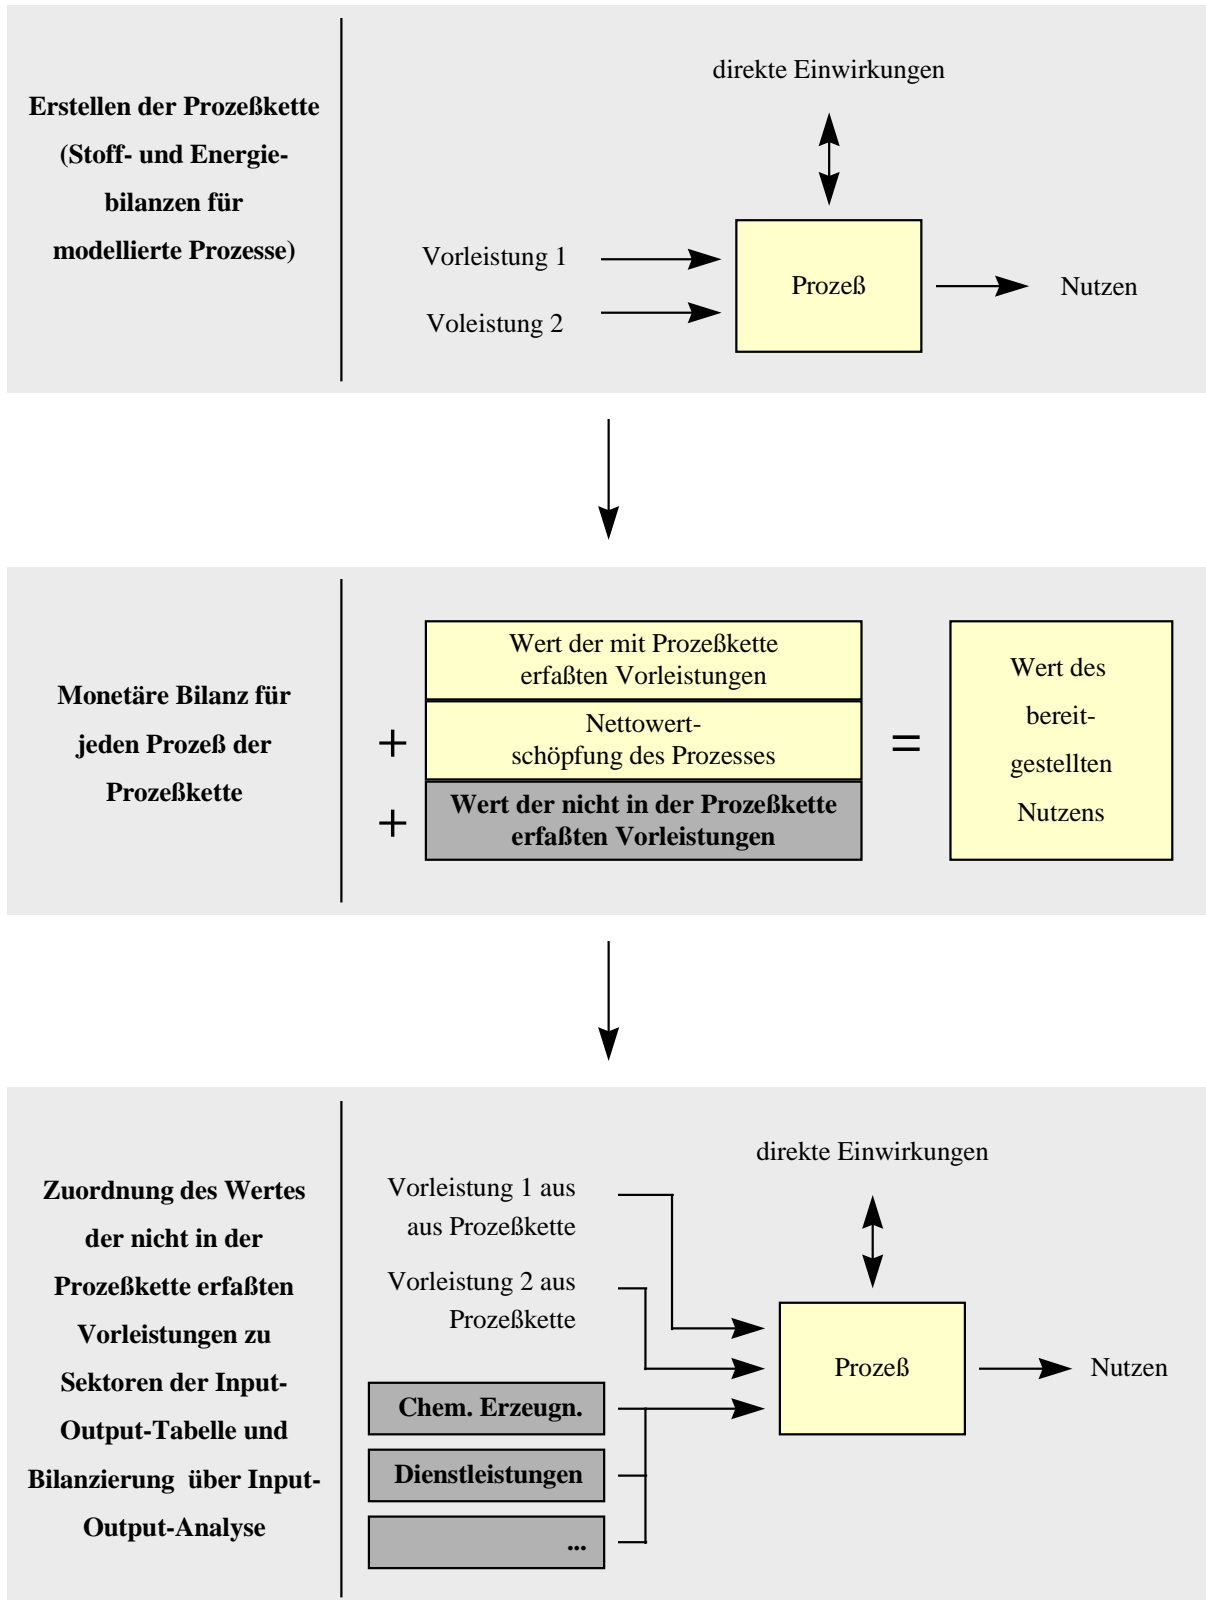 Erstellen der Prozeßkette
(Stoff- und Energie-
bilanzen für
modellierte Prozesse)
direkte Einwirkungen
Vorleistung 1
Voleistung 2
Prozeß
Nutzen
Monetäre Bilanz für
jeden Prozeß der
Prozeßkette
Wert der mit Prozeßkette
erfaßten Vorleistungen
+
Nettowert-
schöpfung des Prozesses
+
Wert der nicht in der Prozeßkette
erfaßten Vorleistungen
=
Wert des
bereit-
gestellten
Nutzens
Zuordnung des Wertes
der nicht in der
Prozeßkette erfaßten
Vorleistungen zu
Sektoren der Input-
Output-Tabelle und
Bilanzierung über Input-
Output-Analyse
direkte Einwirkungen
Vorleistung 1 aus
aus Prozeßkette
Vorleistung 2 aus
Prozeßkette
Chem. Erzeugn.
Dienstleistungen
...
Prozeß
Nutzen